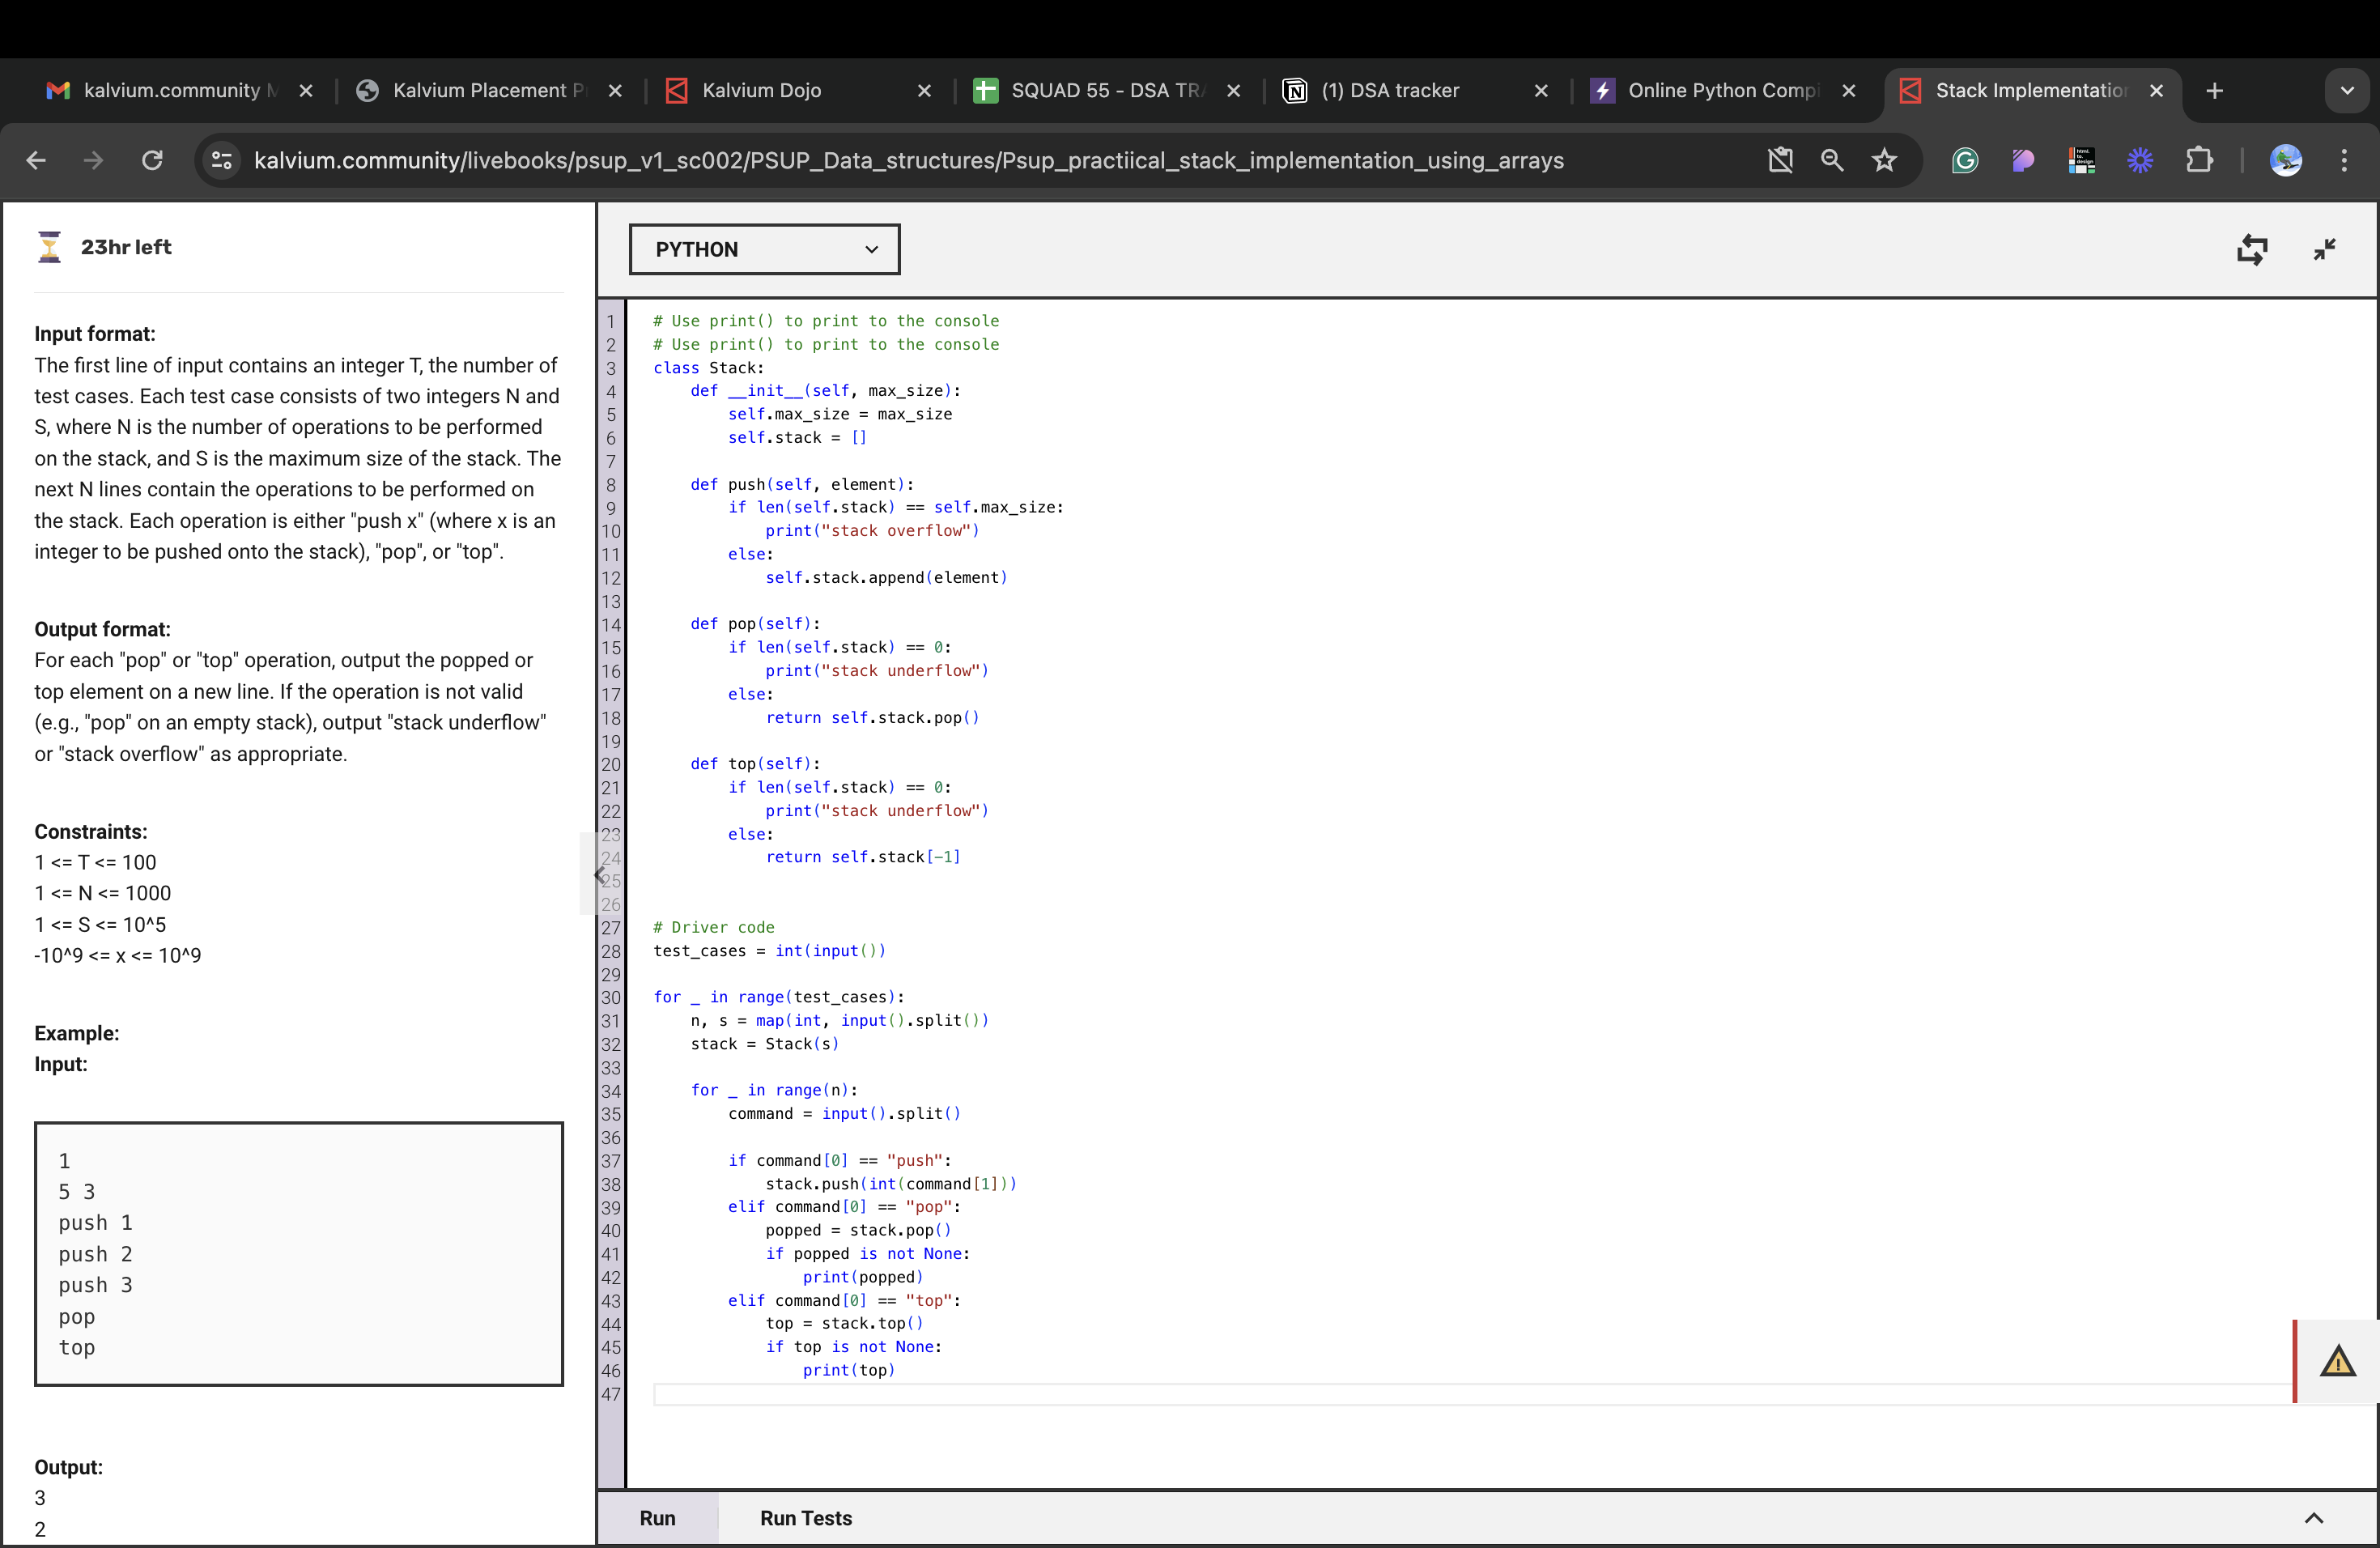 kalvium.community M
Kalvium Placement P
Kalvium Dojo
SQUAD 55 - DSA TRA
(1) DSA tracker
Online Python Compi
Stack Implementation
kalvium.community/livebooks/psup_v1_sc002/PSUP_Data_structures/Psup_practiical_stack_implementation_using_arrays
23hr left
Input format:
The first line of input contains an integer T, the number of
test cases. Each test case consists of two integers N and
S, where N is the number of operations to be performed
on the stack, and S is the maximum size of the stack. The
next N lines contain the operations to be performed on
the stack. Each operation is either "push x" (where x is an
integer to be pushed onto the stack), "pop", or "top".
Output format:
For each "pop" or "top" operation, output the popped or
top element on a new line. If the operation is not valid
(e.g., "pop" on an empty stack), output "stack underflow"
or "stack overflow" as appropriate.
Constraints:
1 <= T <= 100
1 <= N <= 1000
1 <= S <= 10^5
-10^9 <= x <= 10^9
Example:
Input:
1
5 3
push 1
push 2
push 3
pop
top
Output:
3
2
PYTHON
1 # Use print() to print to the console
2 # Use print() to print to the console
3 class Stack:
4     def __init__(self, max_size):
5         self.max_size = max_size
6         self.stack = []
7
8     def push(self, element):
9         if len(self.stack) == self.max_size:
10             print("stack overflow")
11         else:
12             self.stack.append(element)
13
14     def pop(self):
15         if len(self.stack) == 0:
16             print("stack underflow")
17         else:
18             return self.stack.pop()
19
20     def top(self):
21         if len(self.stack) == 0:
22             print("stack underflow")
23         else:
24             return self.stack[-1]
25
26
27 # Driver code
28 test_cases = int(input())
29
30 for _ in range(test_cases):
31     n, s = map(int, input().split())
32     stack = Stack(s)
33
34     for _ in range(n):
35         command = input().split()
36
37         if command[0] == "push":
38             stack.push(int(command[1]))
39         elif command[0] == "pop":
40             popped = stack.pop()
41             if popped is not None:
42                 print(popped)
43         elif command[0] == "top":
44             top = stack.top()
45             if top is not None:
46                 print(top)
47
Run
Run Tests